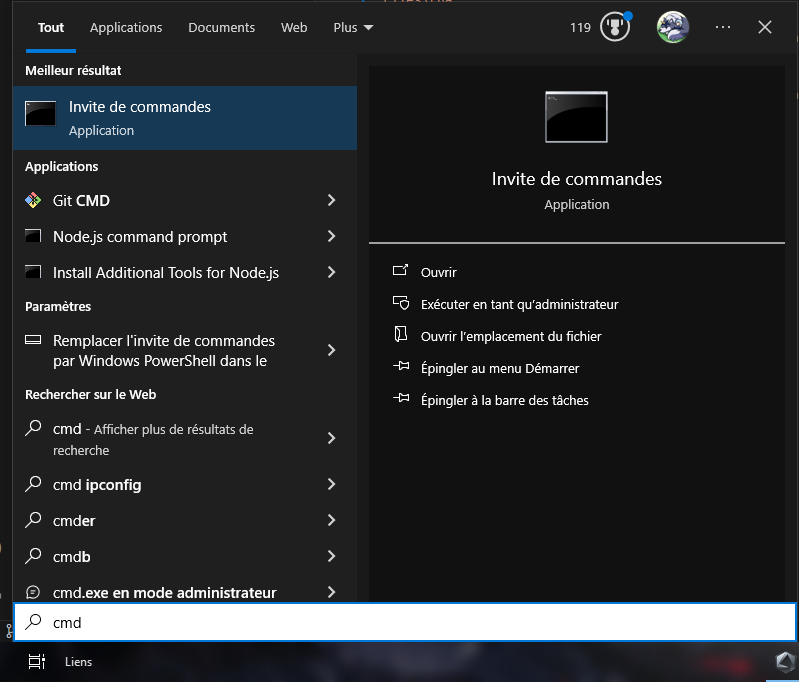 Tout Applications Documents Web Plus 119
Meilleur résultat
Invite de commandes
Application
Applications
Git CMD
Node.js command prompt
Install Additional Tools for Node.js
Paramètres
Remplacer l'invite de commandes
par Windows PowerShell dans le
Rechercher sur le Web
cmd - Afficher plus de résultats de
recherche
cmd ipconfig
cmder
cmdb
cmd.exe en mode administrateur
Invite de commandes
Application
Ouvrir
Exécuter en tant qu'administrateur
Ouvrir l'emplacement du fichier
Épingler au menu Démarrer
Épingler à la barre des tâches
cmd
Liens